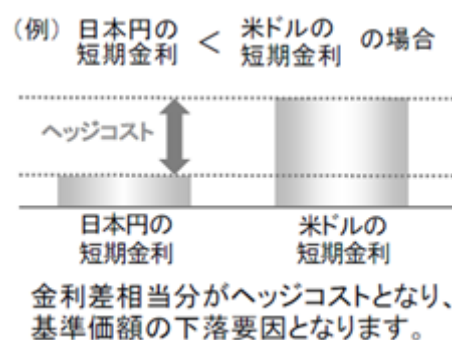 (例) 日本円の短期金利 < 米ドルの短期金利 の場合
ヘッジコスト
日本円の 米ドルの
短期金利 短期金利
金利差相当分がヘッジコストとなり、
基準価額の下落要因となります。